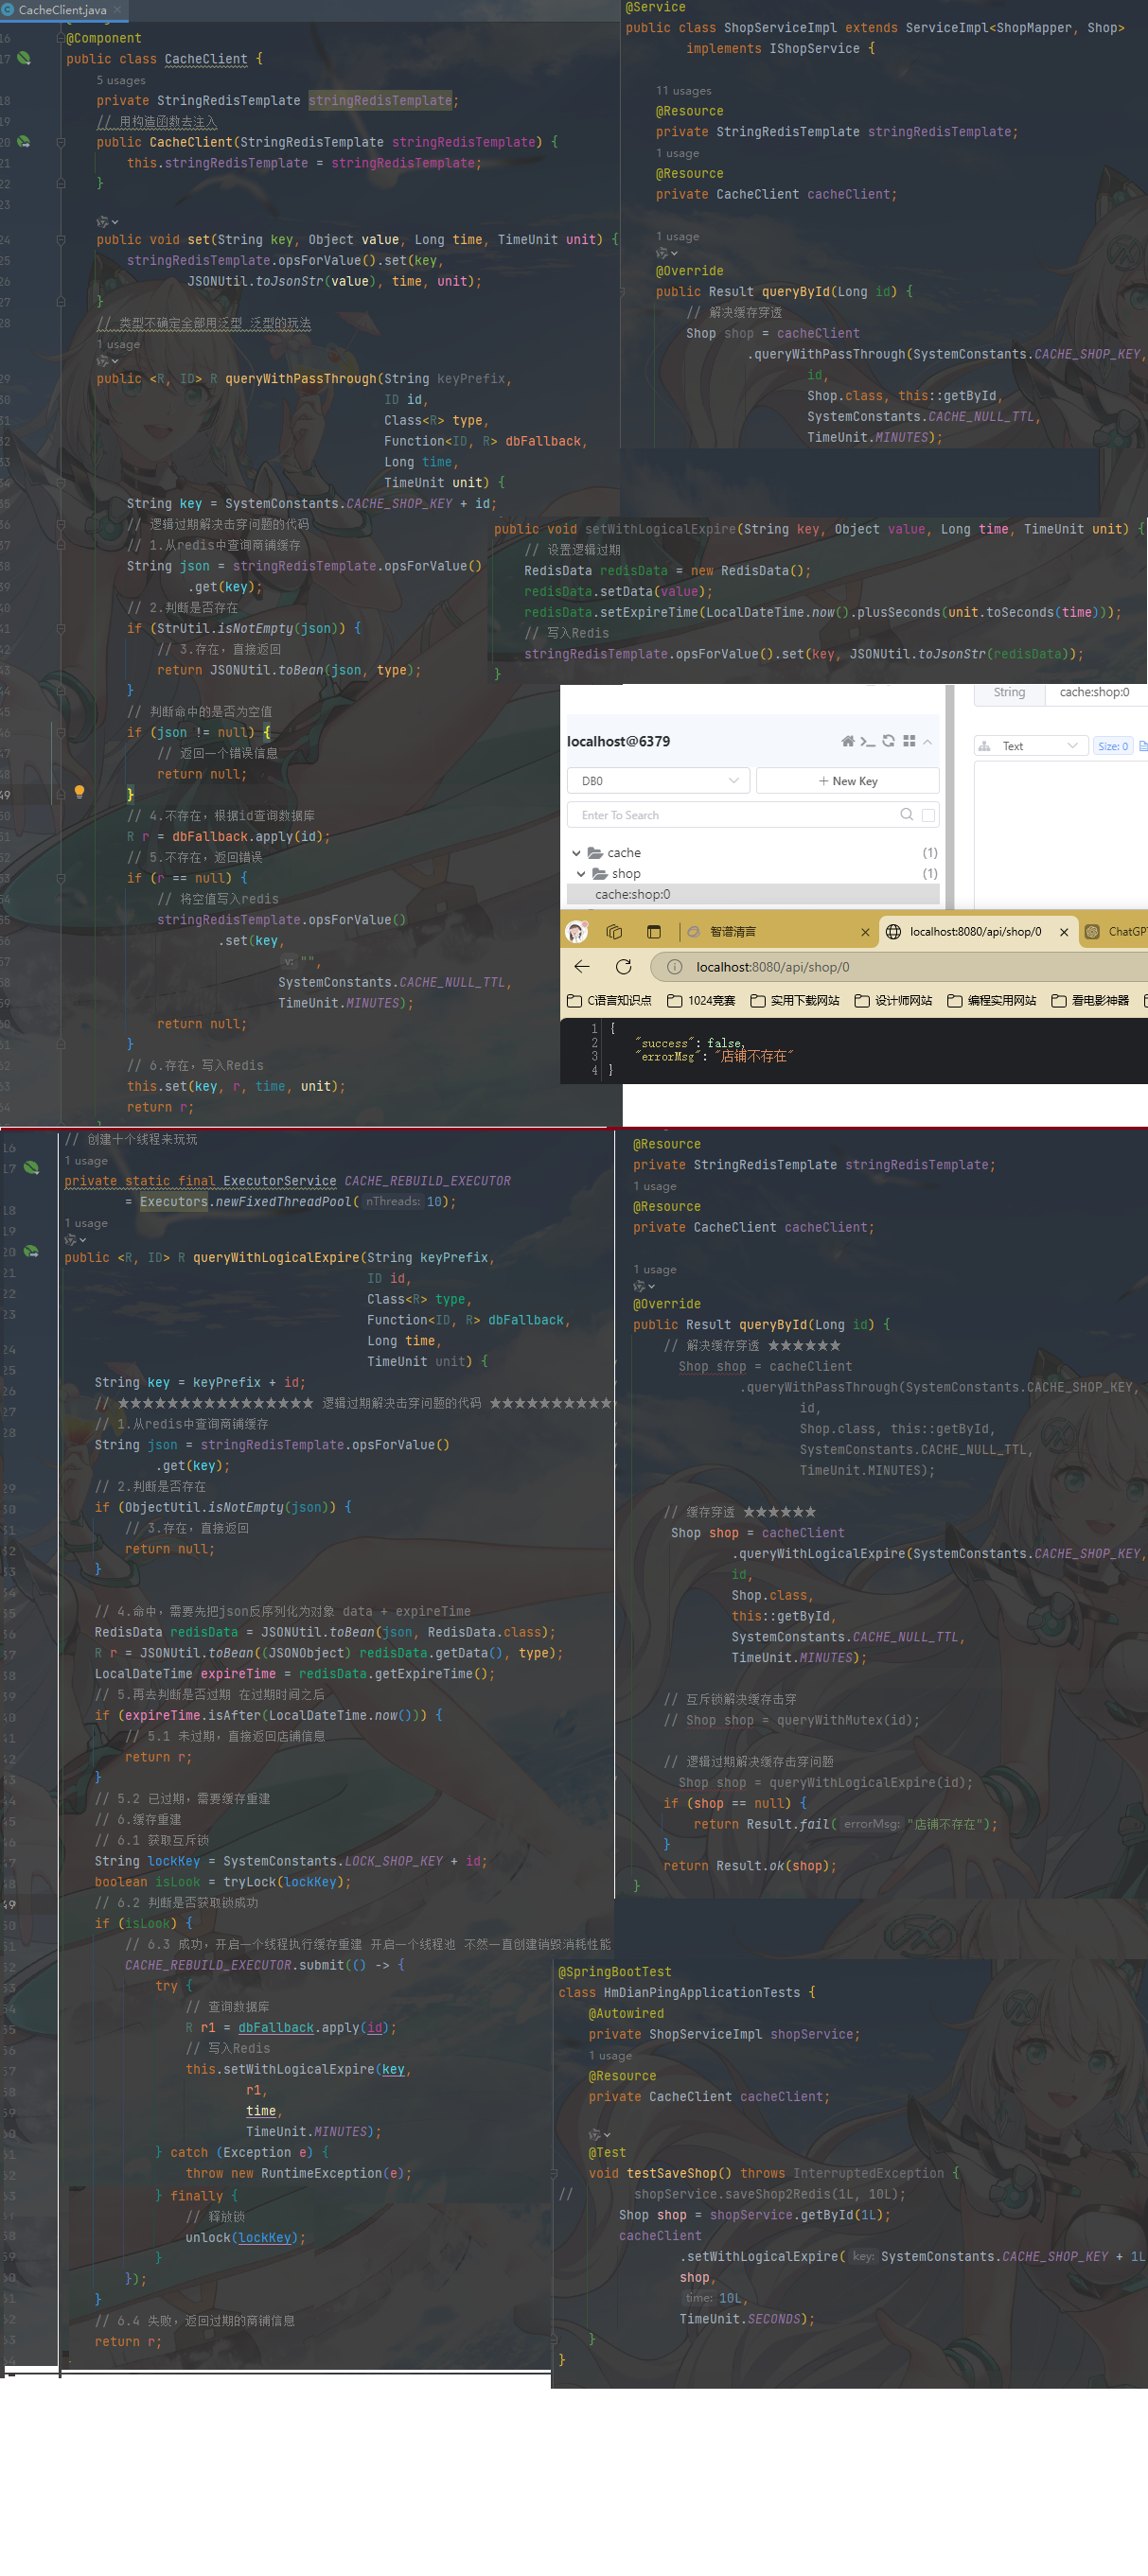 CacheClient.java
16 @Component
17 public class CacheClient {
5 usages
18 private StringRedisTemplate stringRedisTemplate;
19 // 用构造函数去注入
20 public CacheClient(StringRedisTemplate stringRedisTemplate) {
21 this.stringRedisTemplate = stringRedisTemplate;
22 }
23
24 public void set(String key, Object value, Long time, TimeUnit unit) {
25 stringRedisTemplate.opsForValue().set(key,
26 JSONUtil.toJsonStr(value), time, unit);
27 }
28 // 类型不确定全部用泛型 泛型的玩法
1 usage
29 public <R, ID> R queryWithPassThrough(String keyPrefix,
30 ID id,
31 Class<R> type,
32 Function<ID, R> dbFallback,
33 Long time,
34 TimeUnit unit) {
35 String key = SystemConstants.CACHE_SHOP_KEY + id;
36 // 逻辑过期解决击穿问题的代码
37 // 1.从redis中查询商铺缓存
38 String json = stringRedisTemplate.opsForValue()
39 .get(key);
40 // 2.判断是否存在
41 if (StrUtil.isNotEmpty(json)) {
42 // 3.存在，直接返回
43 return JSONUtil.toBean(json, type);
44 }
45 // 判断命中的是否为空值
46 if (json != null) {
47 // 返回一个错误信息
48 return null;
49 }
50 // 4.不存在，根据id查询数据库
51 R r = dbFallback.apply(id);
52 // 5.不存在，返回错误
53 if (r == null) {
54 // 将空值写入redis
55 stringRedisTemplate.opsForValue()
56 .set(key,
57 v: "",
58 SystemConstants.CACHE_NULL_TTL,
59 TimeUnit.MINUTES);
60 return null;
61 }
62 // 6.存在，写入Redis
63 this.set(key, r, time, unit);
64 return r;
@Service
public class ShopServiceImpl extends ServiceImpl<ShopMapper, Shop>
implements IShopService {
11 usages
@Resource
private StringRedisTemplate stringRedisTemplate;
1 usage
@Resource
private CacheClient cacheClient;
1 usage
@Override
public Result queryById(Long id) {
// 解决缓存穿透
Shop shop = cacheClient
.queryWithPassThrough(SystemConstants.CACHE_SHOP_KEY,
id,
Shop.class, this::getById,
SystemConstants.CACHE_NULL_TTL,
TimeUnit.MINUTES);
public void setWithLogicalExpire(String key, Object value, Long time, TimeUnit unit) {
// 设置逻辑过期
RedisData redisData = new RedisData();
redisData.setData(value);
redisData.setExpireTime(LocalDateTime.now().plusSeconds(unit.toSeconds(time)));
// 写入Redis
stringRedisTemplate.opsForValue().set(key, JSONUtil.toJsonStr(redisData));
}
String cache:shop:0
localhost@6379
Text Size: 0
DB0 + New Key
Enter To Search
cache (1)
shop (1)
cache:shop:0
智谱清言 × localhost:8080/api/shop/0 × ChatGP
localhost:8080/api/shop/0
C语言知识点 1024竞赛 实用下载网站 设计师网站 编程实用网站 看电影神器
1 {
2 "success": false,
3 "errorMsg": "店铺不存在"
4 }
16 // 创建十个线程来玩玩
1 usage
17 private static final ExecutorService CACHE_REBUILD_EXECUTOR
18 = Executors.newFixedThreadPool( nThreads: 10);
19 1 usage
20 public <R, ID> R queryWithLogicalExpire(String keyPrefix,
21 ID id,
22 Class<R> type,
23 Function<ID, R> dbFallback,
24 Long time,
25 TimeUnit unit) {
26 String key = keyPrefix + id;
27 // ★★★★★★★★★★★★★★★★ 逻辑过期解决击穿问题的代码 ★★★★★★★★★★
28 // 1.从redis中查询商铺缓存
String json = stringRedisTemplate.opsForValue()
.get(key);
29 // 2.判断是否存在
30 if (ObjectUtil.isNotEmpty(json)) {
31 // 3.存在，直接返回
32 return null;
33 }
34
35 // 4.命中，需要先把json反序列化为对象 data + expireTime
36 RedisData redisData = JSONUtil.toBean(json, RedisData.class);
37 R r = JSONUtil.toBean((JSONObject) redisData.getData(), type);
38 LocalDateTime expireTime = redisData.getExpireTime();
39 // 5.再去判断是否过期 在过期时间之后
40 if (expireTime.isAfter(LocalDateTime.now())) {
41 // 5.1 未过期，直接返回店铺信息
42 return r;
43 }
44 // 5.2 已过期，需要缓存重建
45 // 6.缓存重建
46 // 6.1 获取互斥锁
47 String lockKey = SystemConstants.LOCK_SHOP_KEY + id;
48 boolean isLook = tryLock(lockKey);
49 // 6.2 判断是否获取锁成功
50 if (isLook) {
51 // 6.3 成功，开启一个线程执行缓存重建 开启一个线程池 不然一直创建销毁消耗性能
52 CACHE_REBUILD_EXECUTOR.submit(() -> {
53 try {
54 // 查询数据库
55 R r1 = dbFallback.apply(id);
56 // 写入Redis
57 this.setWithLogicalExpire(key,
58 r1,
59 time,
60 TimeUnit.MINUTES);
61 } catch (Exception e) {
62 throw new RuntimeException(e);
63 } finally {
// 释放锁
58 unlock(lockKey);
59 }
60 });
61 }
62 // 6.4 失败，返回过期的商铺信息
63 return r;
64
@Resource
private StringRedisTemplate stringRedisTemplate;
1 usage
@Resource
private CacheClient cacheClient;
1 usage
@Override
public Result queryById(Long id) {
// 解决缓存穿透 ★★★★★★
Shop shop = cacheClient
.queryWithPassThrough(SystemConstants.CACHE_SHOP_KEY,
id,
Shop.class, this::getById,
SystemConstants.CACHE_NULL_TTL,
TimeUnit.MINUTES);
// 缓存穿透 ★★★★★★
Shop shop = cacheClient
.queryWithLogicalExpire(SystemConstants.CACHE_SHOP_KEY,
id,
Shop.class,
this::getById,
SystemConstants.CACHE_NULL_TTL,
TimeUnit.MINUTES);
// 互斥锁解决缓存击穿
// Shop shop = queryWithMutex(id);
// 逻辑过期解决缓存击穿问题
Shop shop = queryWithLogicalExpire(id);
if (shop == null) {
return Result.fail( errorMsg: "店铺不存在");
}
return Result.ok(shop);
}
@SpringBootTest
class HmDianPingApplicationTests {
@Autowired
private ShopServiceImpl shopService;
1 usage
@Resource
private CacheClient cacheClient;
@Test
void testSaveShop() throws InterruptedException {
// shopService.saveShop2Redis(1L, 10L);
Shop shop = shopService.getById(1L);
cacheClient
.setWithLogicalExpire( key: SystemConstants.CACHE_SHOP_KEY + 1L
shop,
time: 10L,
TimeUnit.SECONDS);
}
}